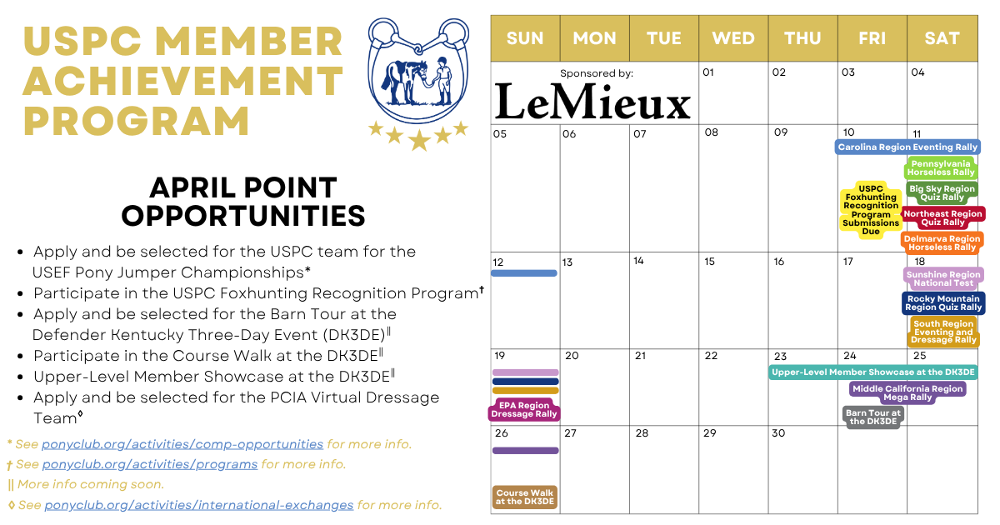 USPC MEMBER
ACHIEVEMENT
PROGRAM
APRIL POINT
OPPORTUNITIES
• Apply and be selected for the USPC team for the
USEF Pony Jumper Championships*
• Participate in the USPC Foxhunting Recognition Program†
• Apply and be selected for the Barn Tour at the
Defender Kentucky Three-Day Event (DK3DE)||
• Participate in the Course Walk at the DK3DE||
• Upper-Level Member Showcase at the DK3DE||
• Apply and be selected for the PCIA Virtual Dressage
Team◊
* See ponyclub.org/activities/comp-opportunities for more info.
† See ponyclub.org/activities/programs for more info.
|| More info coming soon.
◊ See ponyclub.org/activities/international-exchanges for more info.
SUN MON TUE WED THU FRI SAT
Sponsored by:
LeMieux
01 02 03 04
05 06 07 08 09 10 11
Carolina Region Eventing Rally
Pennsylvania
Horseless Rally
USPC
Foxhunting
Recognition
Program
Submissions
Due
Big Sky Region
Quiz Rally
Northeast Region
Quiz Rally
Delmarva Region
Horseless Rally
12 13 14 15 16 17 18
Sunshine Region
National Test
Rocky Mountain
Region Quiz Rally
South Region
Eventing and
Dressage Rally
19 20 21 22 23 24 25
Upper-Level Member Showcase at the DK3DE
Middle California Region
Mega Rally
EPA Region
Dressage Rally
Barn Tour at
the DK3DE
26 27 28 29 30
Course Walk
at the DK3DE